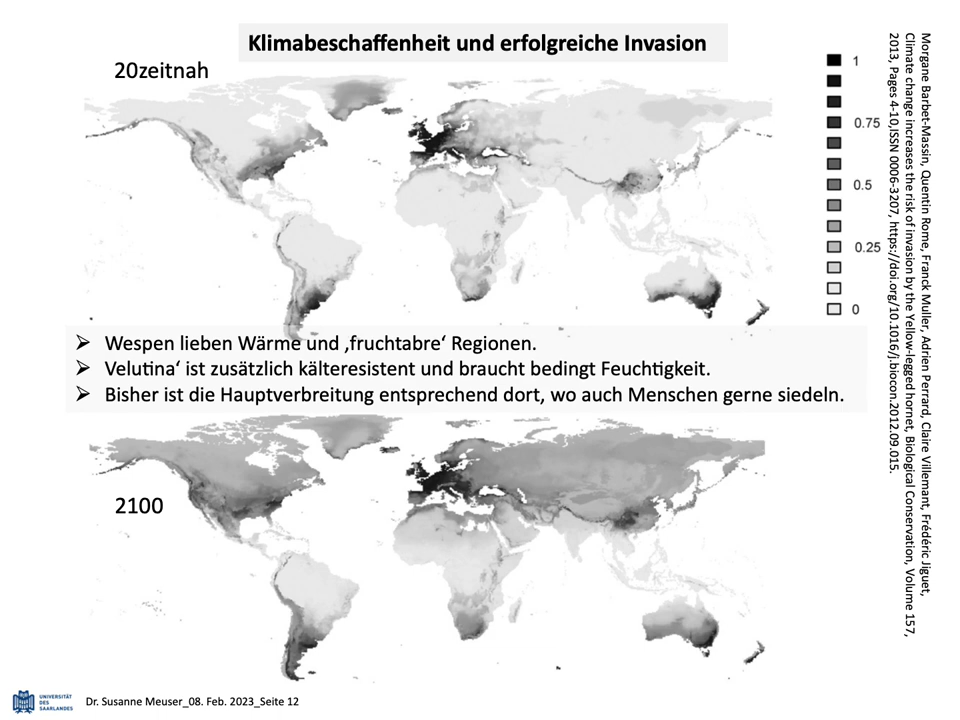 Klimabeschaffenheit und erfolgreiche Invasion
20zeitnah
1
0.75
0.5
0.25
0
➢ Wespen lieben Wärme und ‚fruchtabre‘ Regionen.
➢ Velutina‘ ist zusätzlich kälteresistent und braucht bedingt Feuchtigkeit.
➢ Bisher ist die Hauptverbreitung entsprechend dort, wo auch Menschen gerne siedeln.
2100
Morgane Barbet-Massin, Quentin Rome, Franck Muller, Adrien Perrard, Claire Villemant, Frédéric Jiguet,
Climate change increases the risk of invasion by the Yellow-legged hornet, Biological Conservation, Volume 157,
2013, Pages 4-10,ISSN 0006-3207, https://doi.org/10.1016/j.biocon.2012.09.015.
UNIVERSITÄT
DES
SAARLANDES
Dr. Susanne Meuser_08. Feb. 2023_Seite 12